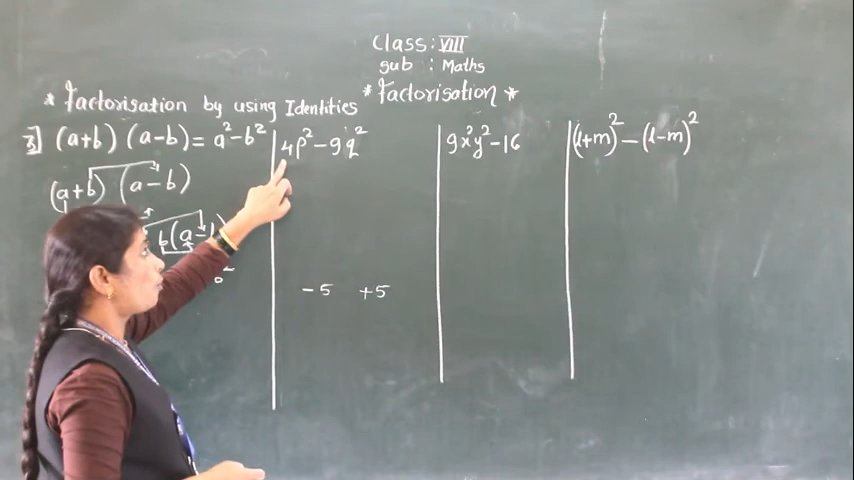 Class: VIII
sub : Maths
* Factorisation *
* Factorisation by using Identities
3] (a+b) (a-b) = a²-b²
(a+b) (a-b)
b(a-
4p²-9q²
-5 +5
9x²y²-16
(l+m)²-(l-m)²